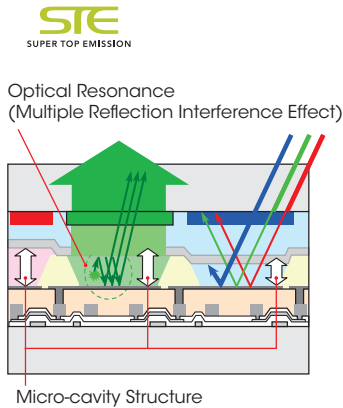 STE
SUPER TOP EMISSION
Optical Resonance
(Multiple Reflection Interference Effect)
Micro-cavity Structure